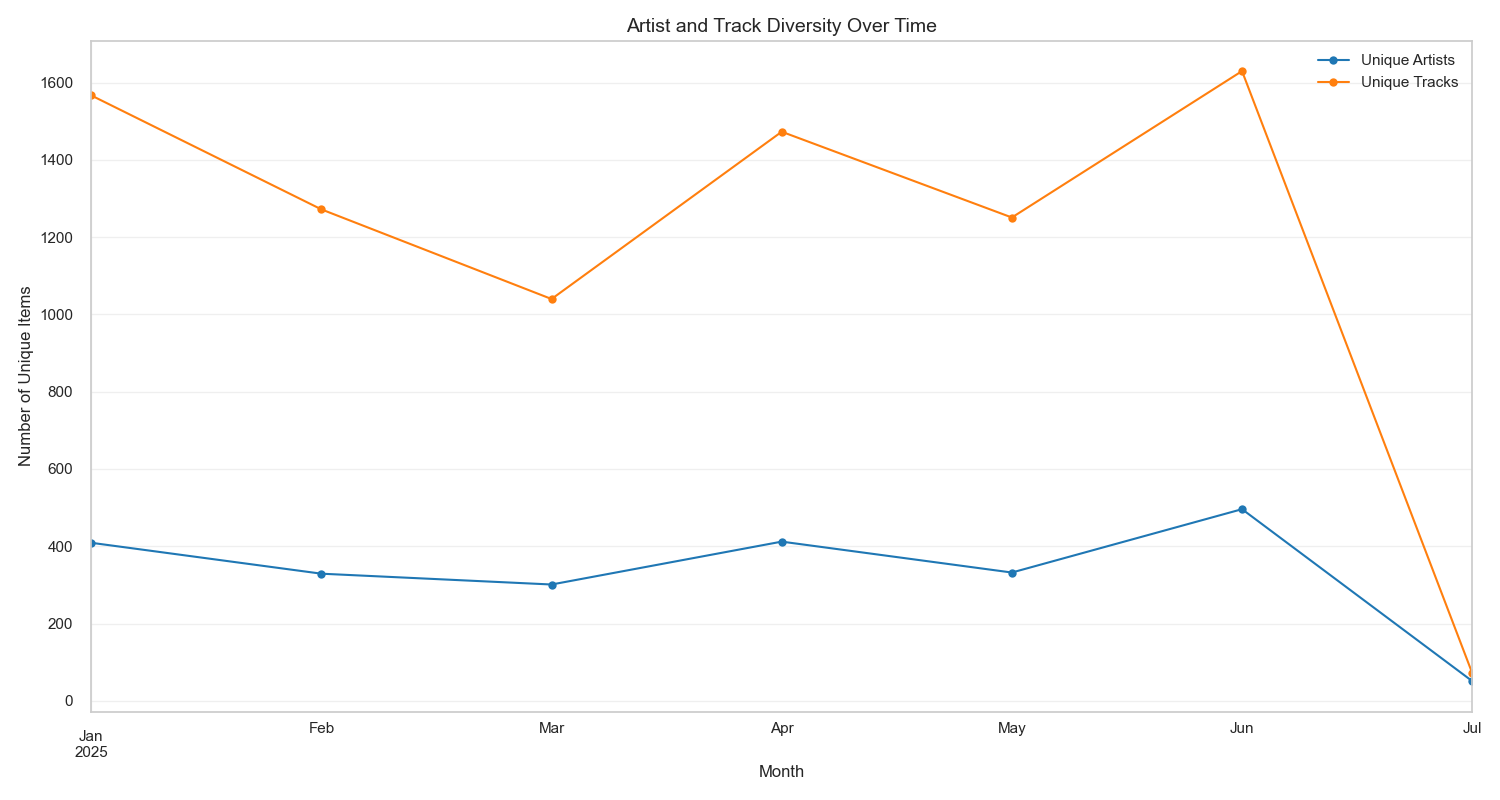 Artist and Track Diversity Over Time
Unique Artists
Unique Tracks
Number of Unique Items
1600
1400
1200
1000
800
600
400
200
0
Jan
2025
Feb
Mar
Apr
May
Jun
Jul
Month